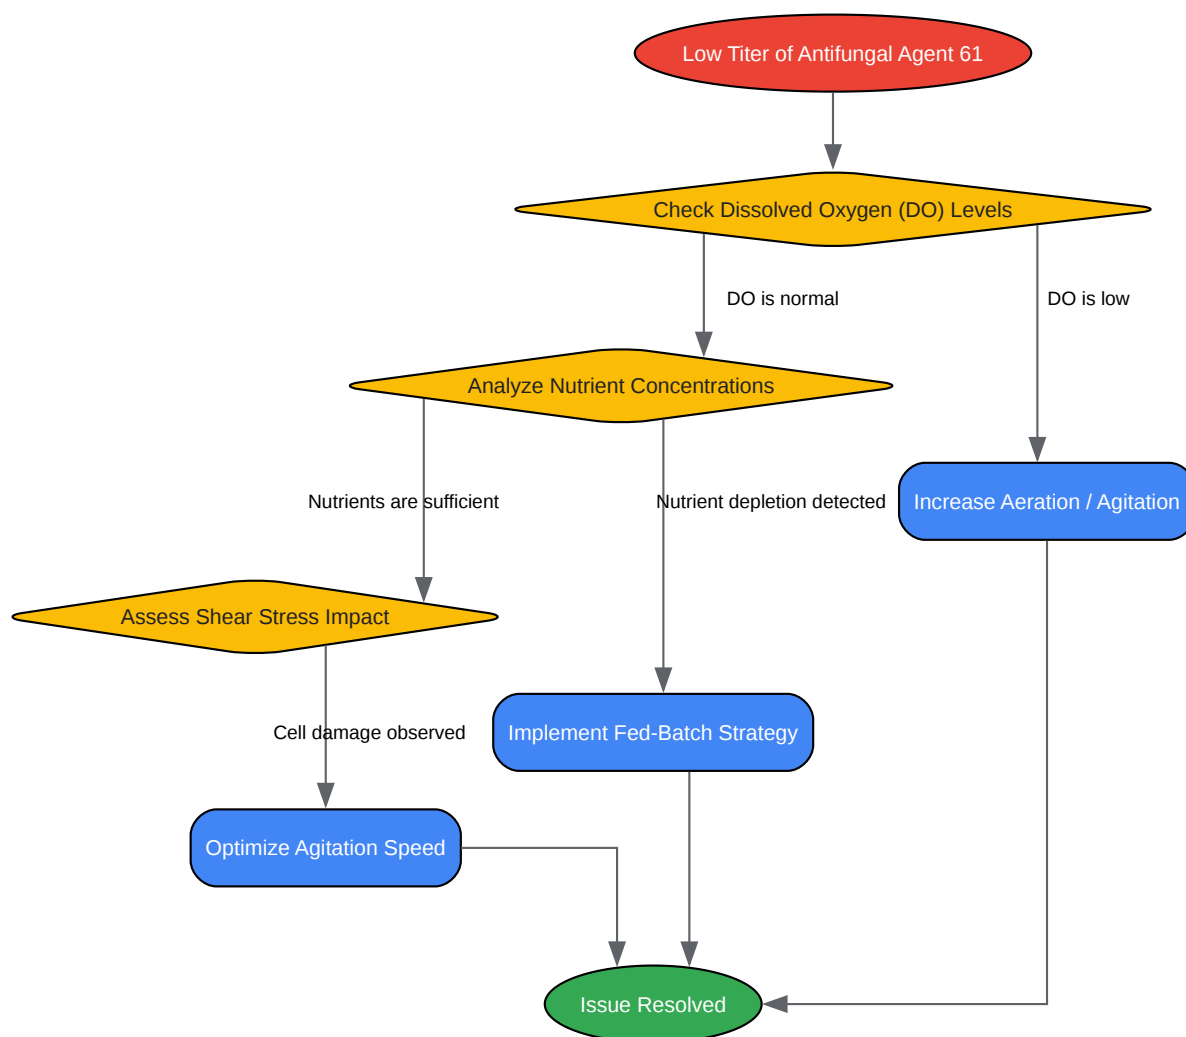 Low Titer of Antifungal Agent 61
Check Dissolved Oxygen (DO) Levels
DO is normal
DO is low
Analyze Nutrient Concentrations
Nutrients are sufficient
Nutrient depletion detected
Increase Aeration / Agitation
Assess Shear Stress Impact
Cell damage observed
Implement Fed-Batch Strategy
Optimize Agitation Speed
Issue Resolved